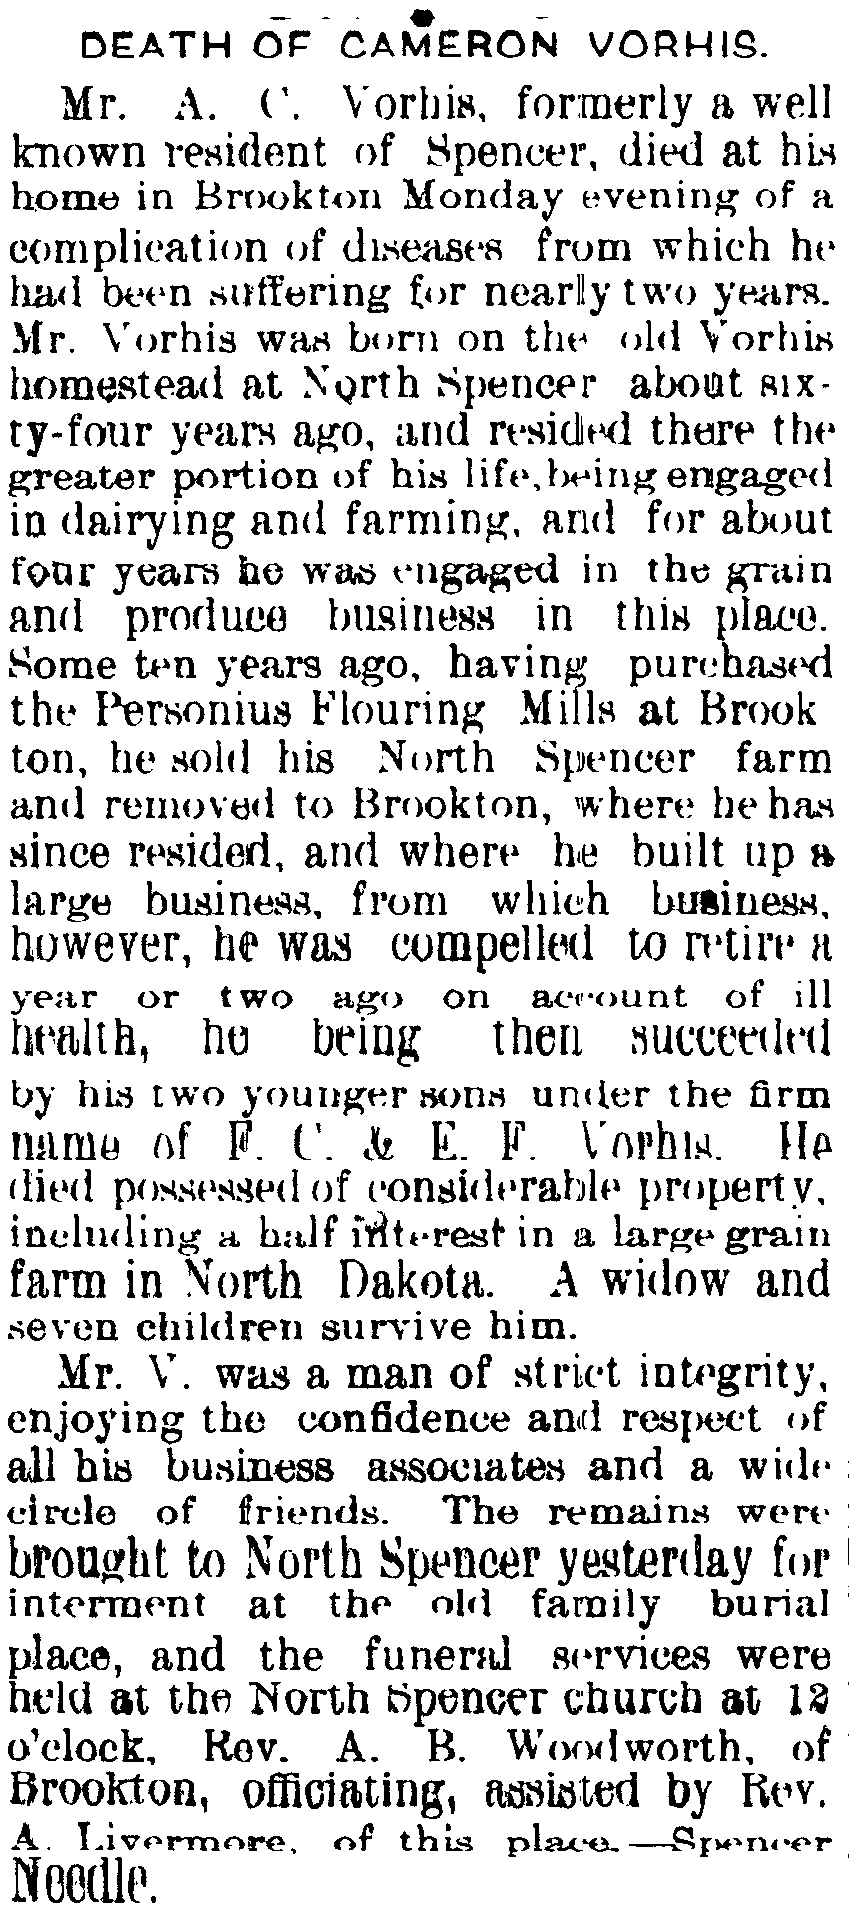 DEATH OF CAMERON VORHIS.
Mr. A. C. Vorhis, formerly a well
known resident of Spencer, died at his
home in Brookton Monday evening of a
complication of diseases from which he
had been suffering for nearly two years.
Mr. Vorhis was born on the old Vorhis
homestead at North Spencer about six-
ty-four years ago, and resided there the
greater portion of his life, being engaged
in dairying and farming, and for about
four years he was engaged in the grain
and produce business in this place.
Some ten years ago, having purchased
the Personius Flouring Mills at Brook
ton, he sold his North Spencer farm
and removed to Brookton, where he has
since resided, and where he built up a
large business, from which business,
however, he was compelled to retire a
year or two ago on account of ill
health, he being then succeeded
by his two younger sons under the firm
name of F. C. & E. F. Vorhis. He
died possessed of considerable property,
including a half interest in a large grain
farm in North Dakota. A widow and
seven children survive him.
Mr. V. was a man of strict integrity,
enjoying the confidence and respect of
all his business associates and a wide
circle of friends. The remains were
brought to North Spencer yesterday for
interment at the old family burial
place, and the funeral services were
held at the North Spencer church at 12
o'clock, Rev. A. B. Woodworth, of
Brookton, officiating, assisted by Rev.
A. Livermore, of this place.—Spencer
Needle.